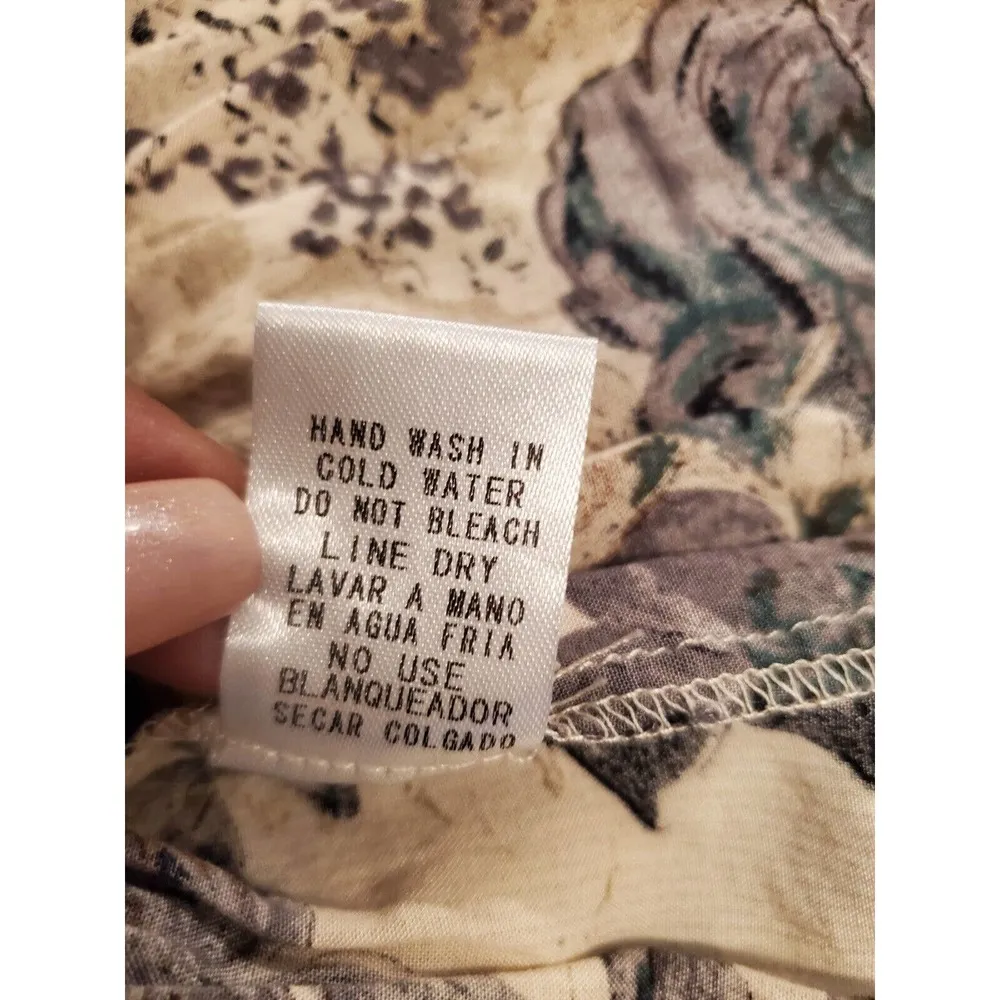 HAND WASH IN
COLD WATER
DO NOT BLEACH
LINE DRY
LAVAR A MANO
EN AGUA FRIA
NO USE
BLANQUEADOR
SECAR COLGADO